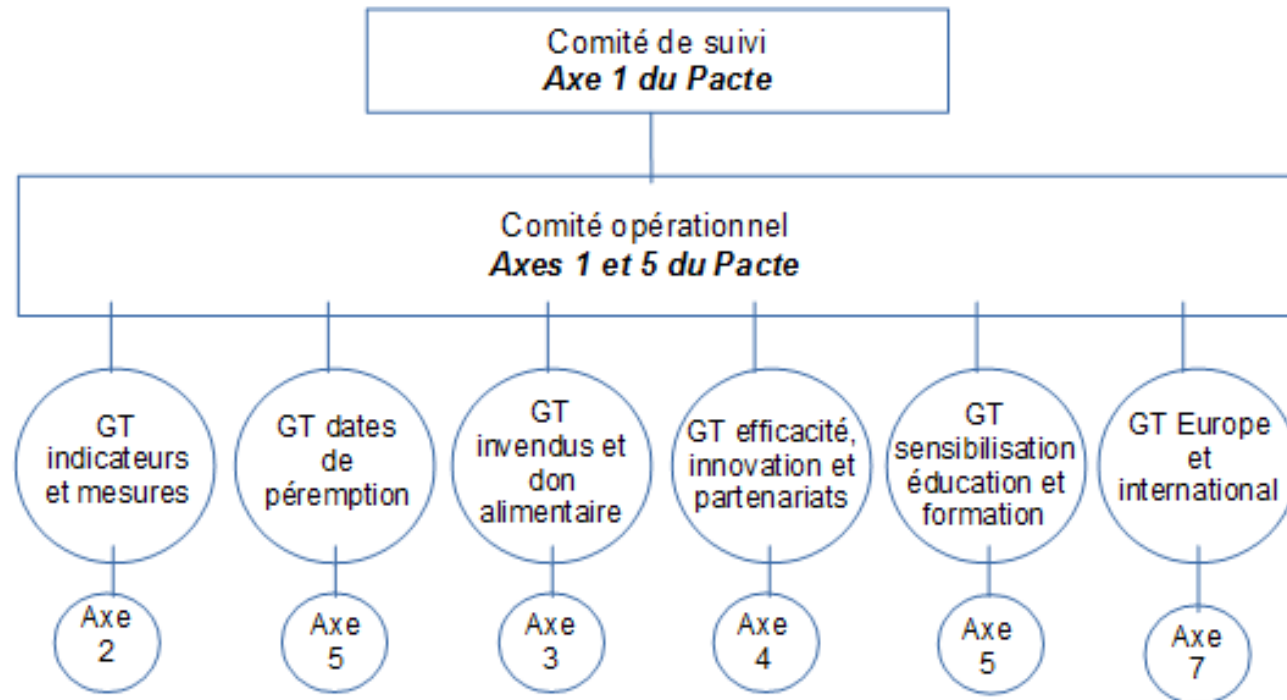 Comité de suivi
Axe 1 du Pacte
Comité opérationnel
Axes 1 et 5 du Pacte
GT
indicateurs
et mesures
GT dates
de
péremption
GT
invendus et
don
alimentaire
GT efficacité,
innovation et
partenariats
GT
sensibilisation
éducation et
formation
GT Europe
et
international
Axe
2
Axe
5
Axe
3
Axe
4
Axe
5
Axe
7